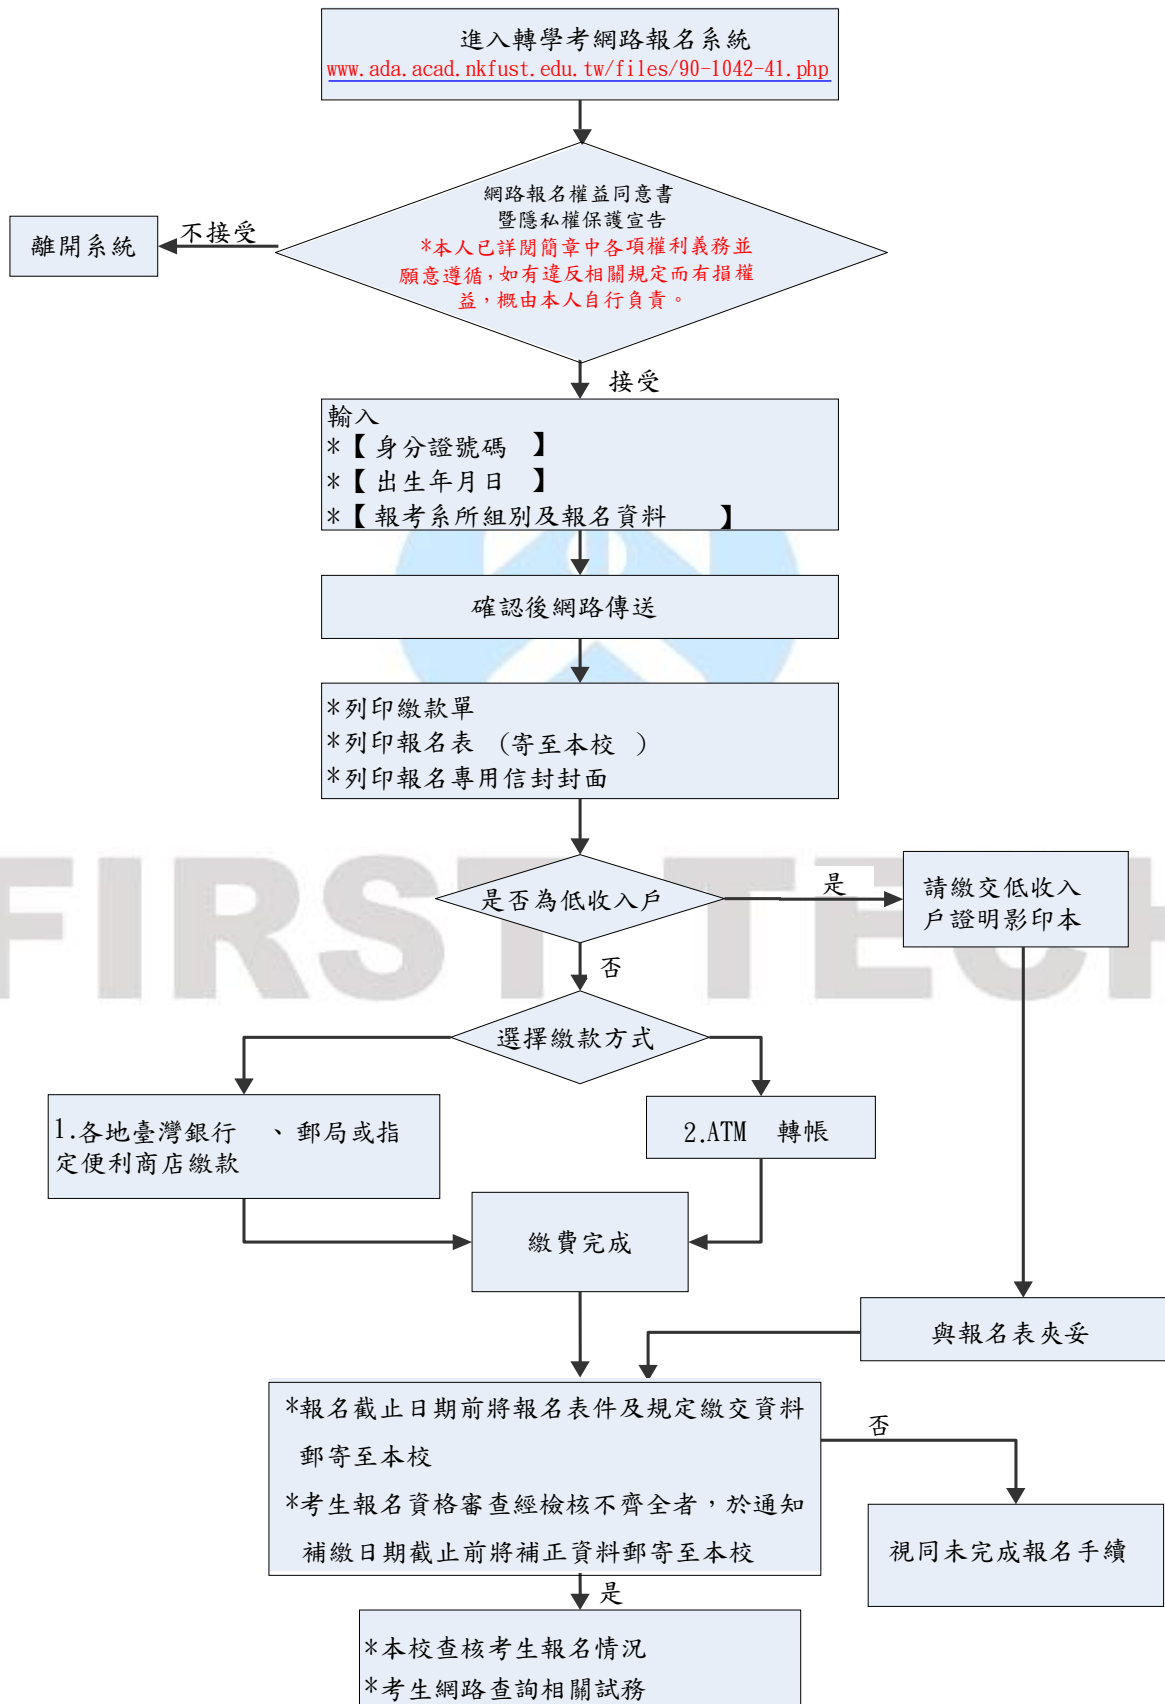 進入轉學考網路報名系統
www.ada.acad.nkfust.edu.tw/files/90-1042-41.php
網路報名權益同意書
暨隱私權保護宣告
*本人已詳閱簡章中各項權利義務並
願意遵循,如有違反相關規定而有損權
益,概由本人自行負責。
不接受
離開系統
接受
輸入
*【 身分證號碼 】
*【 出生年月日 】
*【 報考系所組別及報名資料 】
確認後網路傳送
*列印繳款單
*列印報名表 (寄至本校 )
*列印報名專用信封封面
FIRST TECH
是否為低收入戶
是
請繳交低收入
戶證明影印本
否
選擇繳款方式
1.各地臺灣銀行 、郵局或指
定便利商店繳款
2.ATM 轉帳
繳費完成
與報名表夾妥
*報名截止日期前將報名表件及規定繳交資料
郵寄至本校
*考生報名資格審查經檢核不齊全者,於通知
補繳日期截止前將補正資料郵寄至本校
否
視同未完成報名手續
是
*本校查核考生報名情況
*考生網路查詢相關試務